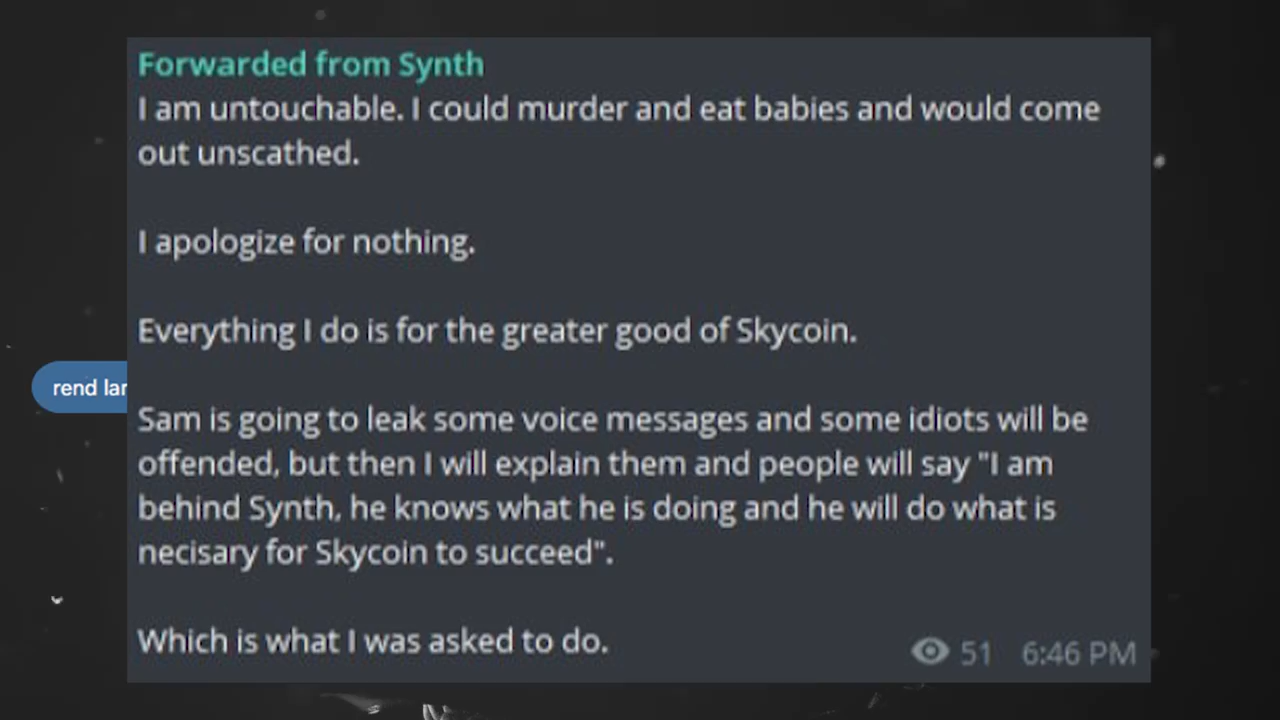 Forwarded from Synth
I am untouchable. I could murder and eat babies and would come
out unscathed.
I apologize for nothing.
Everything I do is for the greater good of Skycoin.
rend lar
Sam is going to leak some voice messages and some idiots will be
offended, but then I will explain them and people will say "I am
behind Synth, he knows what he is doing and he will do what is
necisary for Skycoin to succeed".
Which is what I was asked to do.
51 6:46 PM